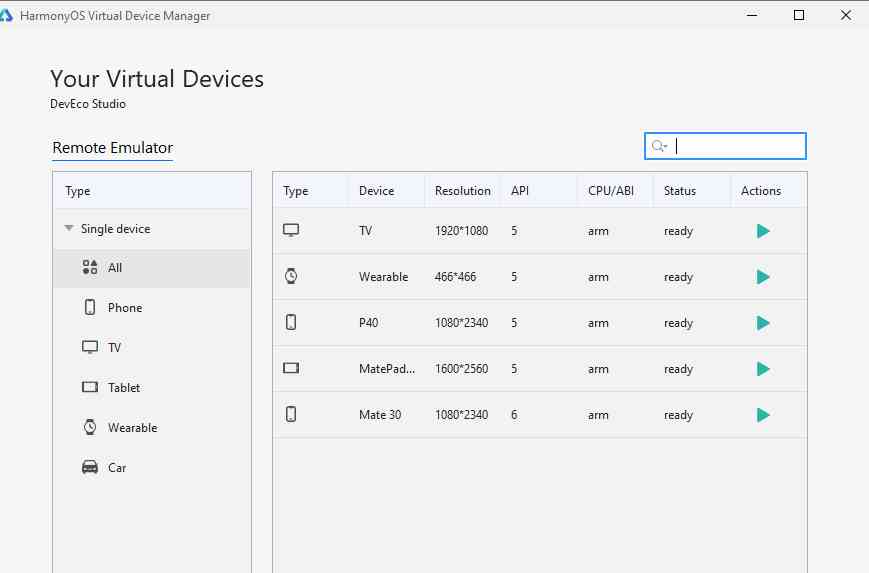 HarmonyOS Virtual Device Manager
Your Virtual Devices
DevEco Studio
Remote Emulator
Type
Single device
All
Phone
TV
Tablet
Wearable
Car
Type Device Resolution API CPU/ABI Status Actions
TV 1920*1080 5 arm ready
Wearable 466*466 5 arm ready
P40 1080*2340 5 arm ready
MatePad... 1600*2560 5 arm ready
Mate 30 1080*2340 6 arm ready